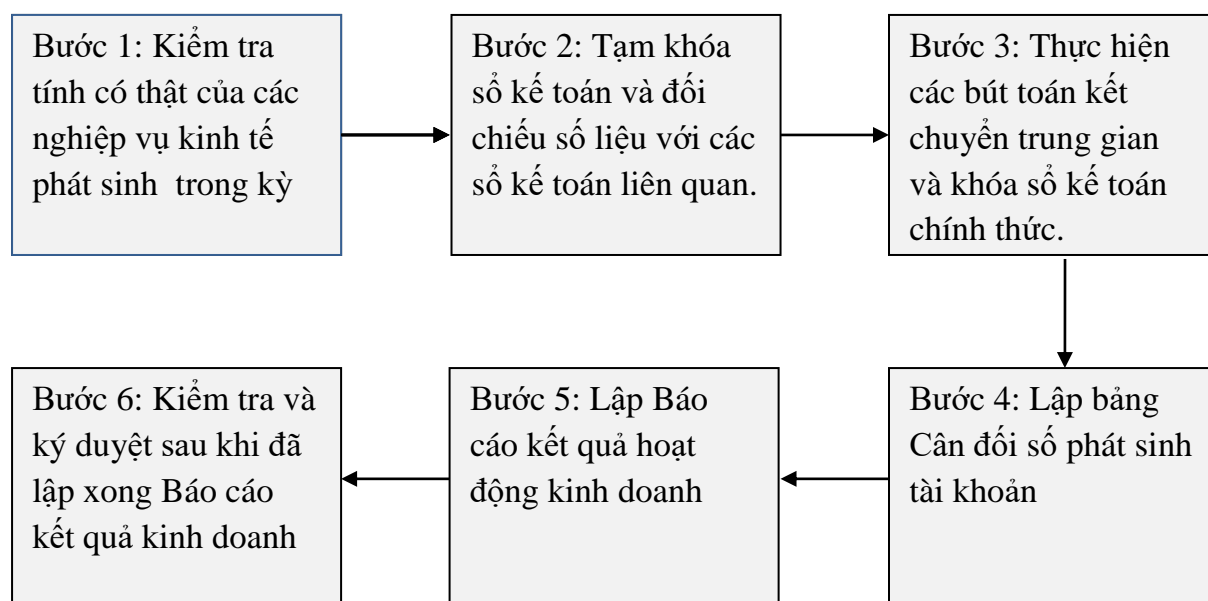 Bước 1: Kiểm tra
tính có thật của các
nghiệp vụ kinh tế
phát sinh trong kỳ
Bước 2: Tạm khóa
sổ kế toán và đối
chiếu số liệu với các
sổ kế toán liên quan.
Bước 3: Thực hiện
các bút toán kết
chuyển trung gian
và khóa sổ kế toán
chính thức.
Bước 4: Lập bảng
Cân đối số phát sinh
tài khoản
Bước 5: Lập Báo
cáo kết quả hoạt
động kinh doanh
Bước 6: Kiểm tra và
ký duyệt sau khi đã
lập xong Báo cáo
kết quả kinh doanh